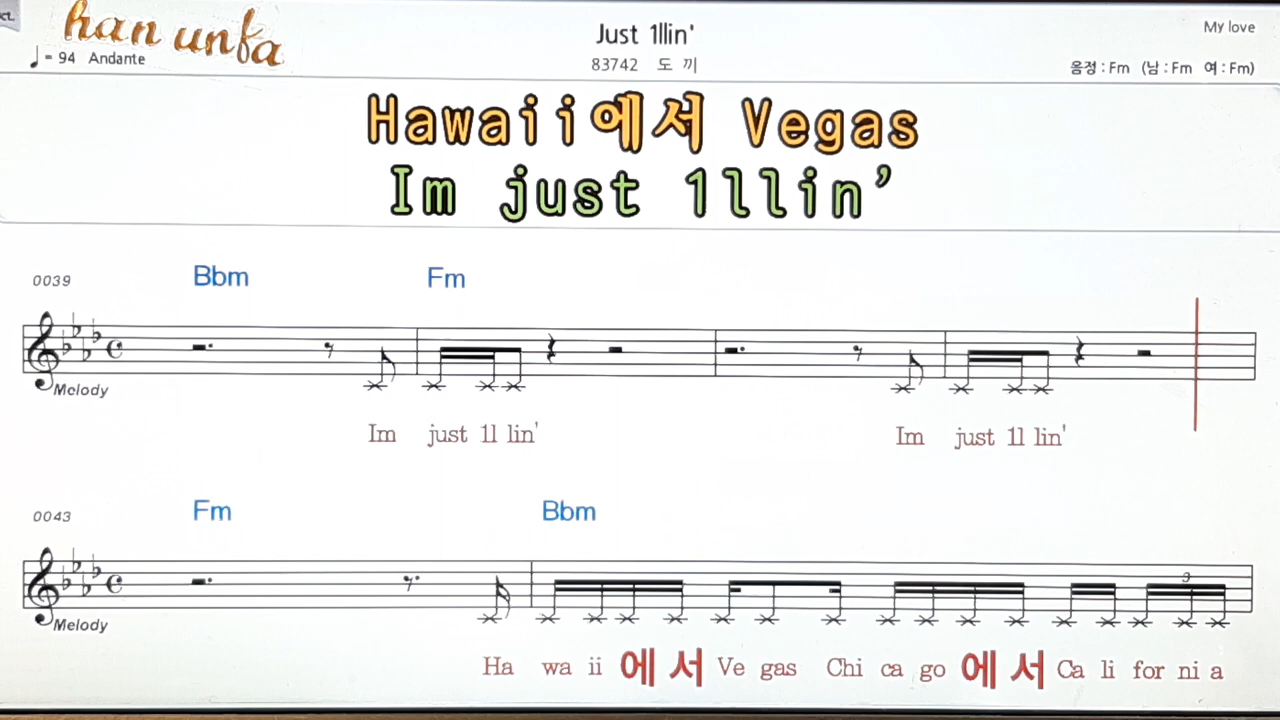 han unfa
Just 1llin'
My love
♩= 94 Andante
83742 도 끼
음정 : Fm (남 : Fm 여 : Fm)
Hawaii에서 Vegas
Im just 1llin’
0039 Bbm Fm
Melody
Im just 1l lin' Im just 1l lin'
0043 Fm Bbm
3
Melody
Ha wa ii 에 서 Ve gas Chi ca go 에 서 Ca li for ni a